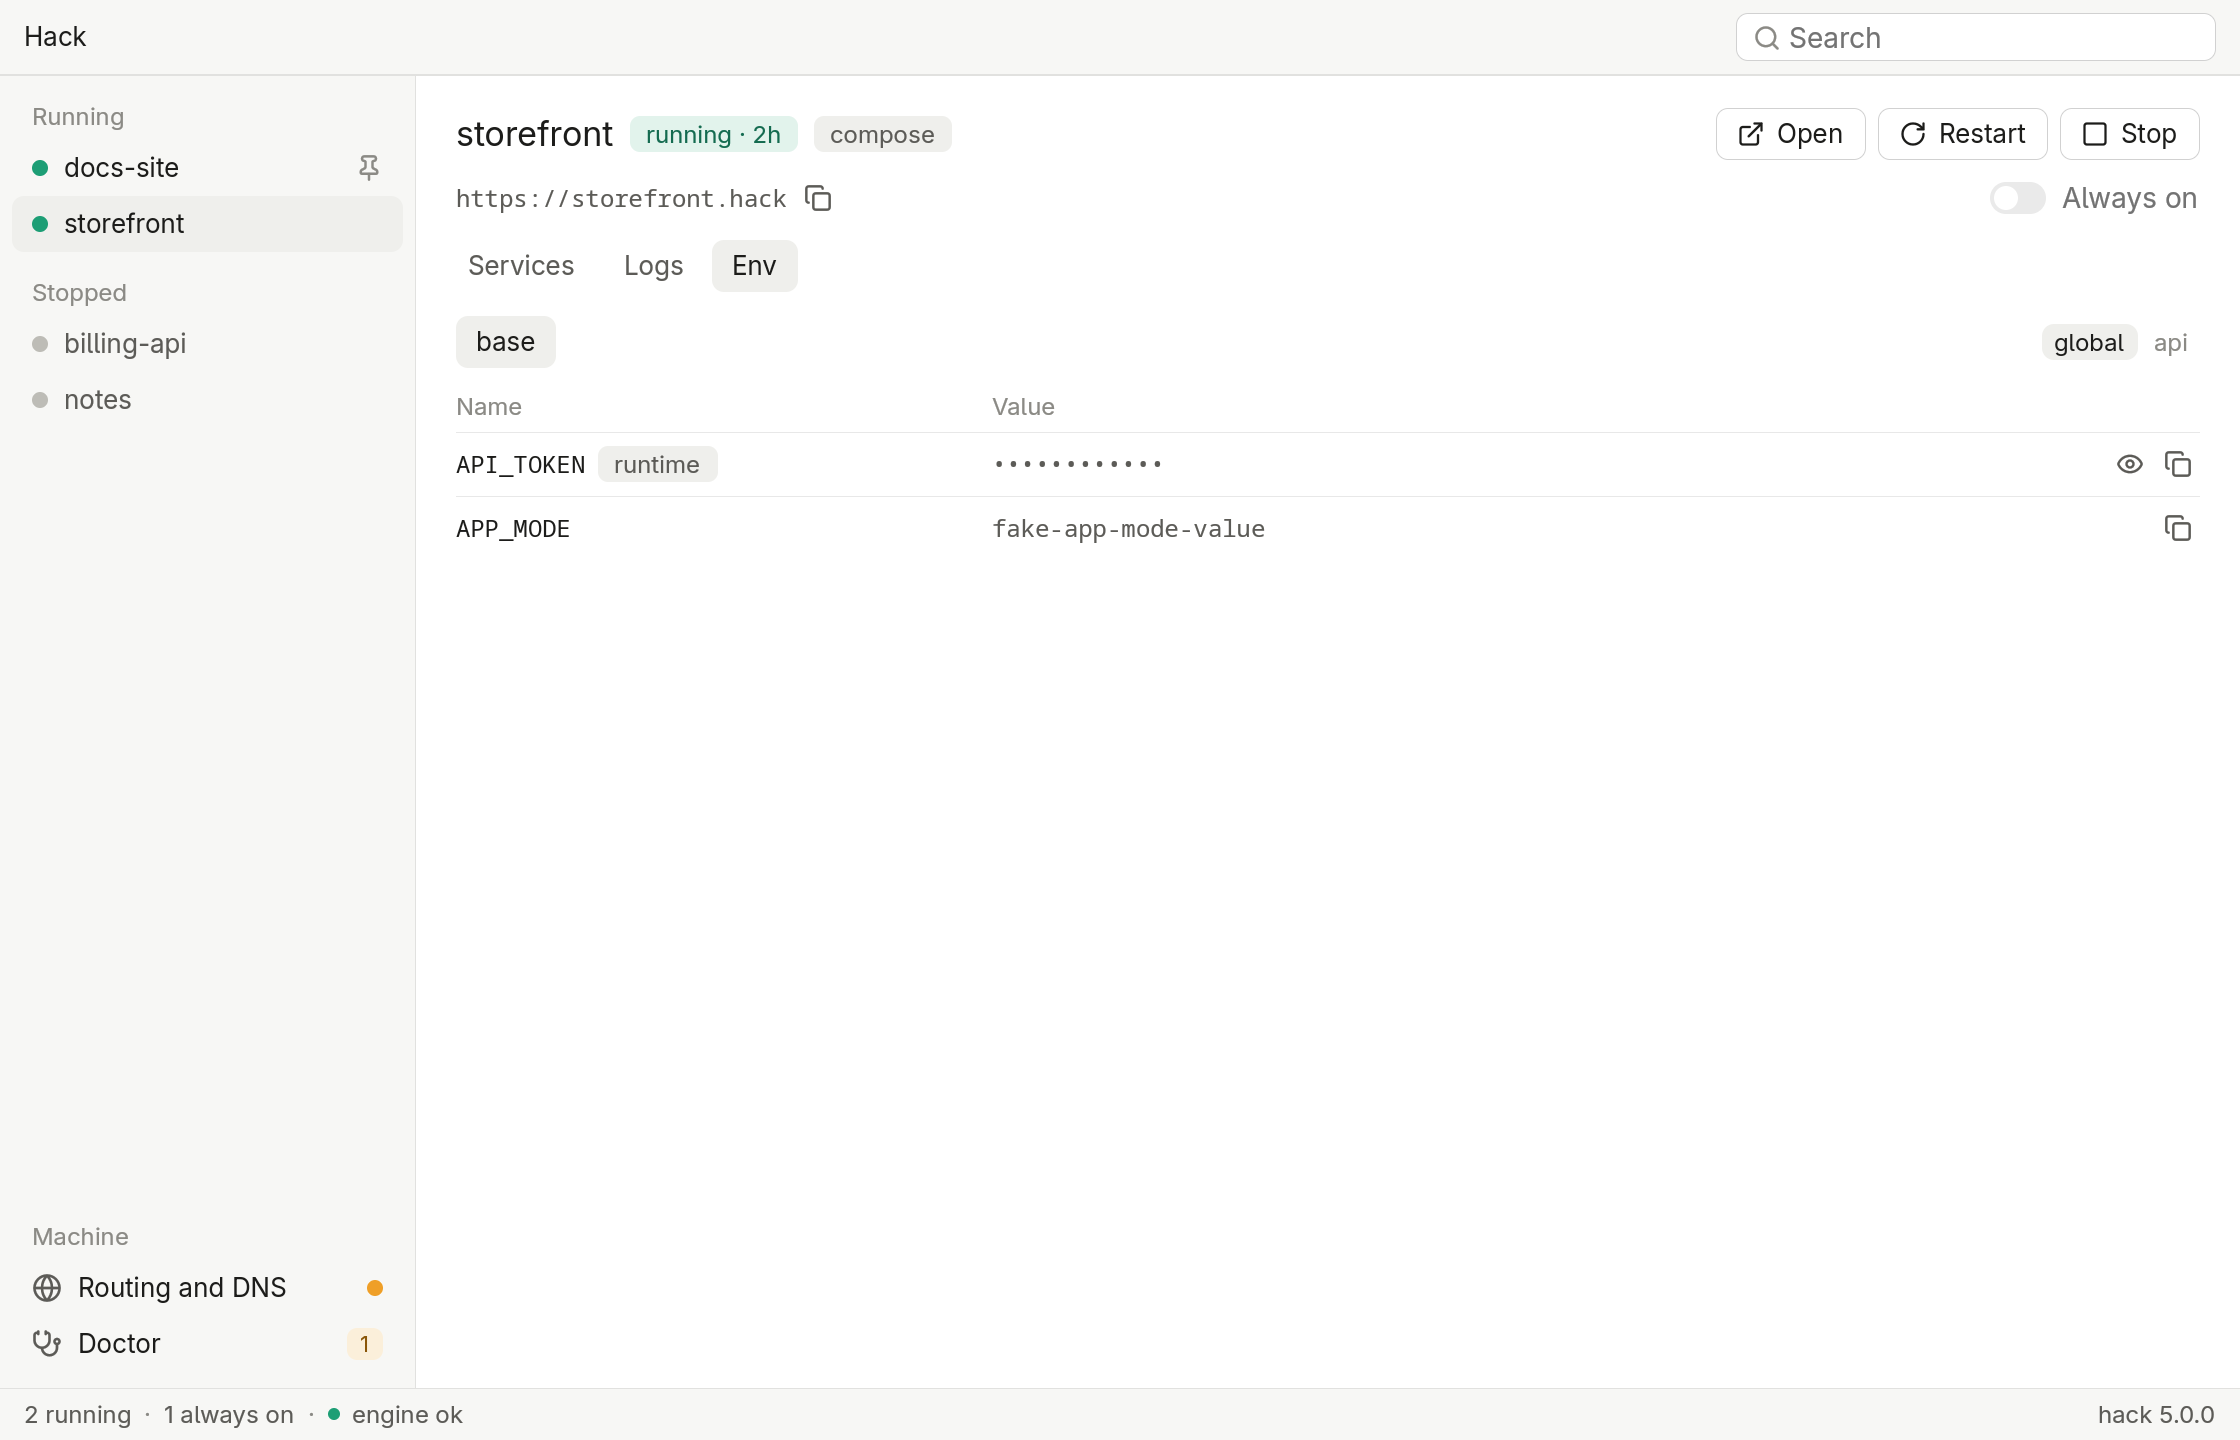 Hack
Search
Running
docs-site
storefront
Stopped
billing-api
notes
Machine
Routing and DNS
Doctor 1
storefront running · 2h compose
Open Restart Stop
https://storefront.hack
Always on
Services Logs Env
base
global api
Name Value
API_TOKEN runtime ••••••••••••
APP_MODE fake-app-mode-value
2 running · 1 always on · engine ok
hack 5.0.0